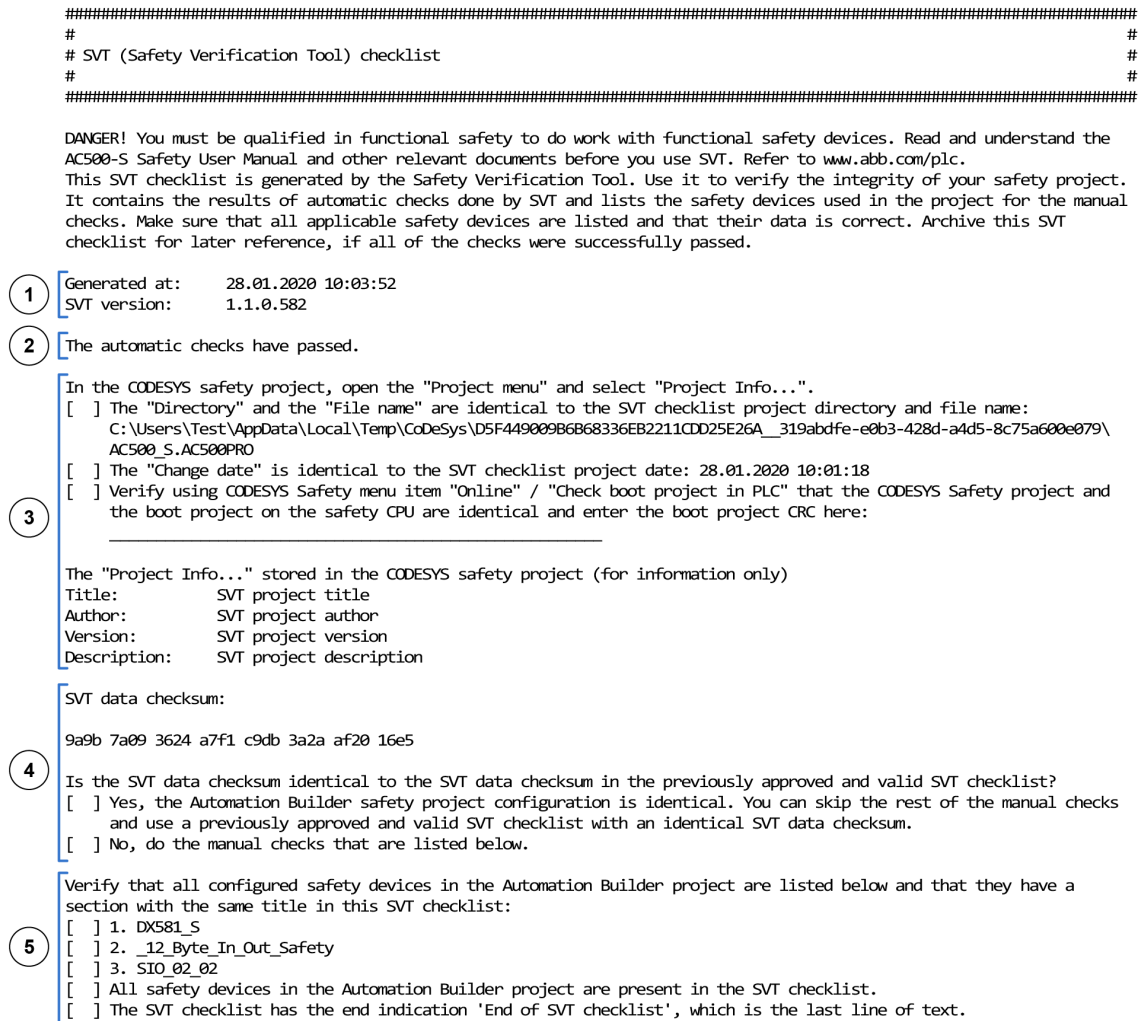 ########################################################################################################################
#                                                                                                                      #
# SVT (Safety Verification Tool) checklist                                                                             #
#                                                                                                                      #
########################################################################################################################
DANGER! You must be qualified in functional safety to do work with functional safety devices. Read and understand the
AC500-S Safety User Manual and other relevant documents before you use SVT. Refer to www.abb.com/plc.
This SVT checklist is generated by the Safety Verification Tool. Use it to verify the integrity of your safety project.
It contains the results of automatic checks done by SVT and lists the safety devices used in the project for the manual
checks. Make sure that all applicable safety devices are listed and that their data is correct. Archive this SVT
checklist for later reference, if all of the checks were successfully passed.
1
Generated at: 28.01.2020 10:03:52
SVT version: 1.1.0.582
2
The automatic checks have passed.
3
In the CODESYS safety project, open the "Project menu" and select "Project Info...".
[ ] The "Directory" and the "File name" are identical to the SVT checklist project directory and file name:
C:\Users\Test\AppData\Local\Temp\CoDeSys\D5F449009B6B68336EB2211CDD25E26A__319abdfe-e0b3-428d-a4d5-8c75a600e079\
AC500_S.AC500PRO
[ ] The "Change date" is identical to the SVT checklist project date: 28.01.2020 10:01:18
[ ] Verify using CODESYS Safety menu item "Online" / "Check boot project in PLC" that the CODESYS Safety project and
the boot project on the safety CPU are identical and enter the boot project CRC here:
_______________________________________________________
The "Project Info..." stored in the CODESYS safety project (for information only)
Title: SVT project title
Author: SVT project author
Version: SVT project version
Description: SVT project description
4
SVT data checksum:
9a9b 7a09 3624 a7f1 c9db 3a2a af20 16e5
Is the SVT data checksum identical to the SVT data checksum in the previously approved and valid SVT checklist?
[ ] Yes, the Automation Builder safety project configuration is identical. You can skip the rest of the manual checks
and use a previously approved and valid SVT checklist with an identical SVT data checksum.
[ ] No, do the manual checks that are listed below.
5
Verify that all configured safety devices in the Automation Builder project are listed below and that they have a
section with the same title in this SVT checklist:
[ ] 1. DX581_S
[ ] 2. _12_Byte_In_Out_Safety
[ ] 3. SIO_02_02
[ ] All safety devices in the Automation Builder project are present in the SVT checklist.
[ ] The SVT checklist has the end indication 'End of SVT checklist', which is the last line of text.